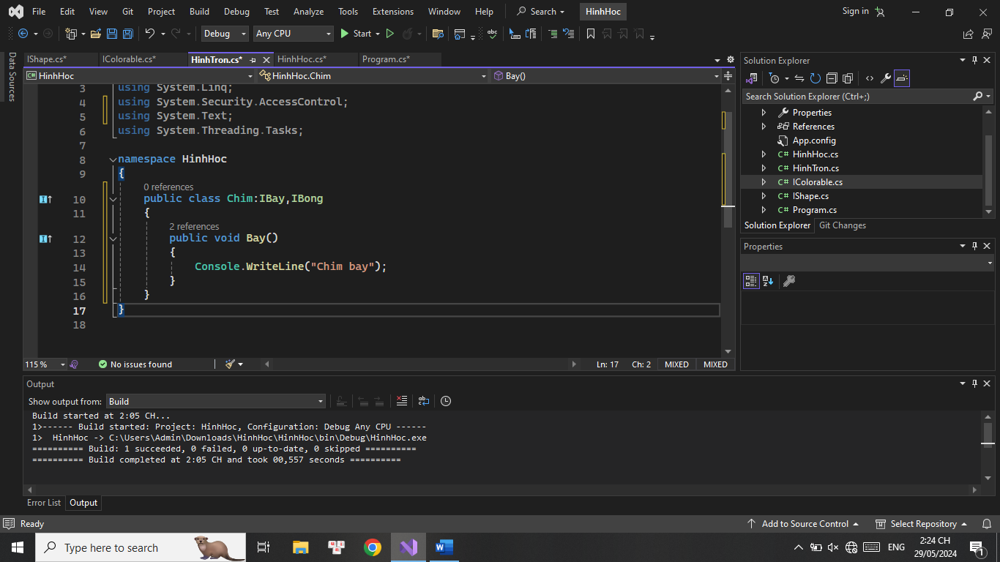 File Edit View Git Project Build Debug Test Analyze Tools Extensions Window Help Search HinhHoc Sign in
Debug Any CPU Start
Data Sources
IShape.cs* IColorable.cs* HinhTron.cs* HinhHoc.cs* Program.cs*
C# HinhHoc HinhHoc.Chim Bay()
3 using System.Linq;
4 using System.Security.AccessControl;
5 using System.Text;
6 using System.Threading.Tasks;
7
8 namespace HinhHoc
9 {
0 references
10 public class Chim:IBay,IBong
11 {
2 references
12 public void Bay()
13 {
14 Console.WriteLine("Chim bay");
15 }
16 }
17 }
18
115 % No issues found Ln: 17 Ch: 2 MIXED MIXED
Solution Explorer
Search Solution Explorer (Ctrl+;)
Properties
References
App.config
C# HinhHoc.cs
C# HinhTron.cs
C# IColorable.cs
C# IShape.cs
C# Program.cs
Solution Explorer Git Changes
Properties
Output
Show output from: Build
Build started at 2:05 CH...
1>------ Build started: Project: HinhHoc, Configuration: Debug Any CPU ------
1>  HinhHoc -> C:\Users\Admin\Downloads\HinhHoc\HinhHoc\bin\Debug\HinhHoc.exe
========== Build: 1 succeeded, 0 failed, 0 up-to-date, 0 skipped ==========
========== Build completed at 2:05 CH and took 00,557 seconds ==========
Error List Output
Ready Add to Source Control Select Repository
Type here to search ENG 2:24 CH
29/05/2024 1